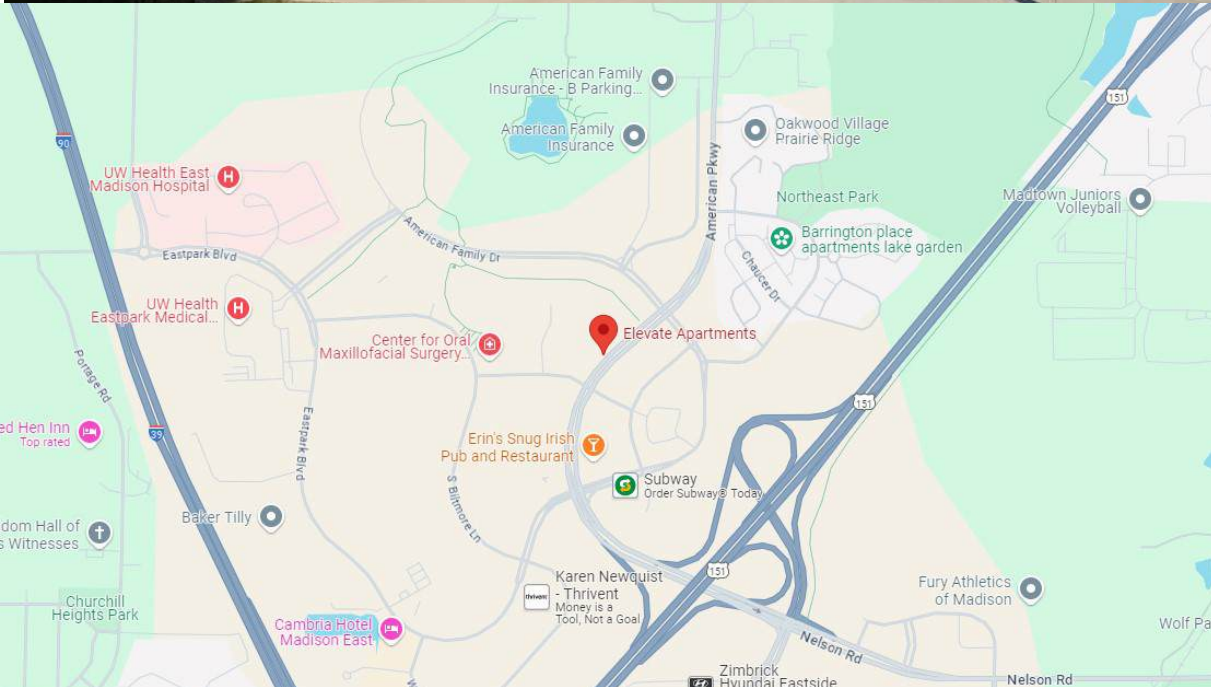 American Family
Insurance - B Parking...
151
90
American Family
Insurance
Oakwood Village
Prairie Ridge
American Pkwy
UW Health East
Madison Hospital
Northeast Park
Madtown Juniors
Volleyball
American Family Dr
Barrington place
apartments lake garden
Eastpark Blvd
Chaucer Dr
UW Health
Eastpark Medical...
Center for Oral
Maxillofacial Surgery...
Elevate Apartments
Portage Rd
151
ed Hen Inn
Top rated
39
Eastpark Blvd
Erin's Snug Irish
Pub and Restaurant
S Biltmore Ln
Subway
Order Subway® Today
Baker Tilly
dom Hall of
s Witnesses
151
Karen Newquist
- Thrivent
Money is a
Tool, Not a Goal
thrivent
Fury Athletics
of Madison
Churchill
Heights Park
Cambria Hotel
Madison East
Wolf Pa
Nelson Rd
Zimbrick
Hyundai Eastside
Nelson Rd